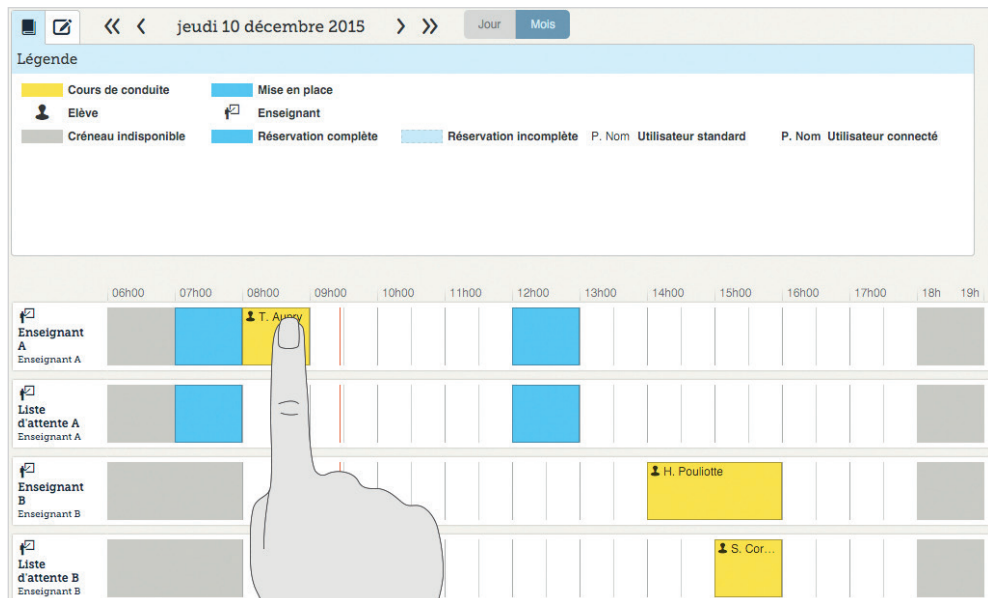 jeudi 10 décembre 2015 Jour Mois
Légende
Cours de conduite Mise en place
Elève Enseignant
Créneau indisponible Réservation complète Réservation incomplète P. Nom Utilisateur standard P. Nom Utilisateur connecté
06h00 07h00 08h00 09h00 10h00 11h00 12h00 13h00 14h00 15h00 16h00 17h00 18h 19h
Enseignant
A
Enseignant A
T. Aupry
Liste
d'attente A
Enseignant A
Enseignant
B
Enseignant B
H. Pouliotte
Liste
d'attente B
Enseignant B
S. Cor...